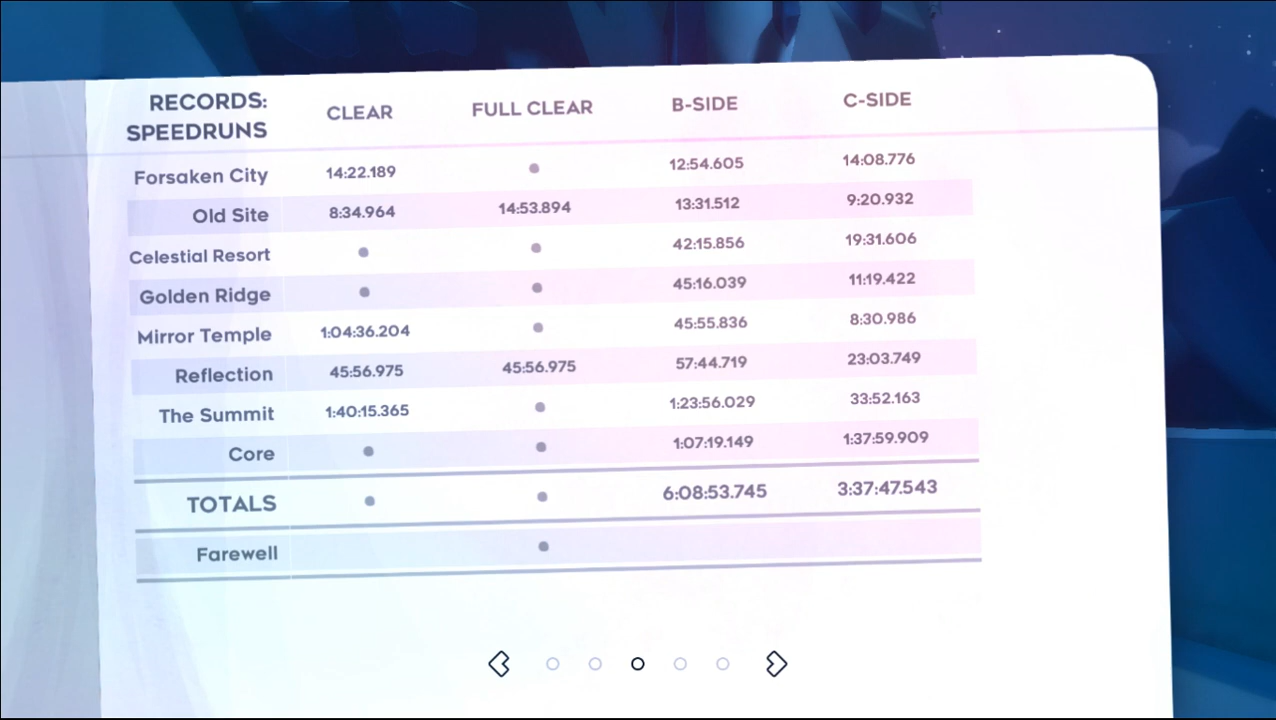 RECORDS: SPEEDRUNS CLEAR FULL CLEAR B-SIDE C-SIDE
Forsaken City 14:22.189 12:54.605 14:08.776
Old Site 8:34.964 14:53.894 13:31.512 9:20.932
Celestial Resort 42:15.856 19:31.606
Golden Ridge 45:16.039 11:19.422
Mirror Temple 1:04:36.204 45:55.836 8:30.986
Reflection 45:56.975 45:56.975 57:44.719 23:03.749
The Summit 1:40:15.365 1:23:56.029 33:52.163
Core 1:07:19.149 1:37:59.909
TOTALS 6:08:53.745 3:37:47.543
Farewell